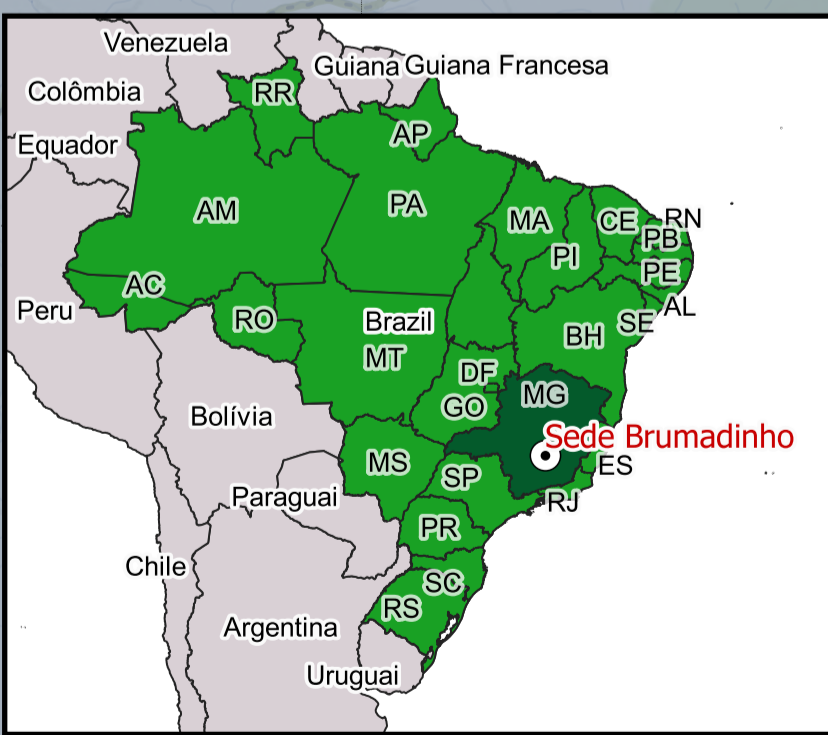 Venezuela
Guiana
Guiana Francesa
Colômbia
RR
Equador
AP
AM
PA
MA
CE
RN
PB
PI
PE
AC
AL
Peru
RO
Brazil
SE
BH
MT
DF
MG
GO
Bolívia
Sede Brumadinho
MS
SP
ES
Paraguai
RJ
PR
Chile
SC
RS
Argentina
Uruguai